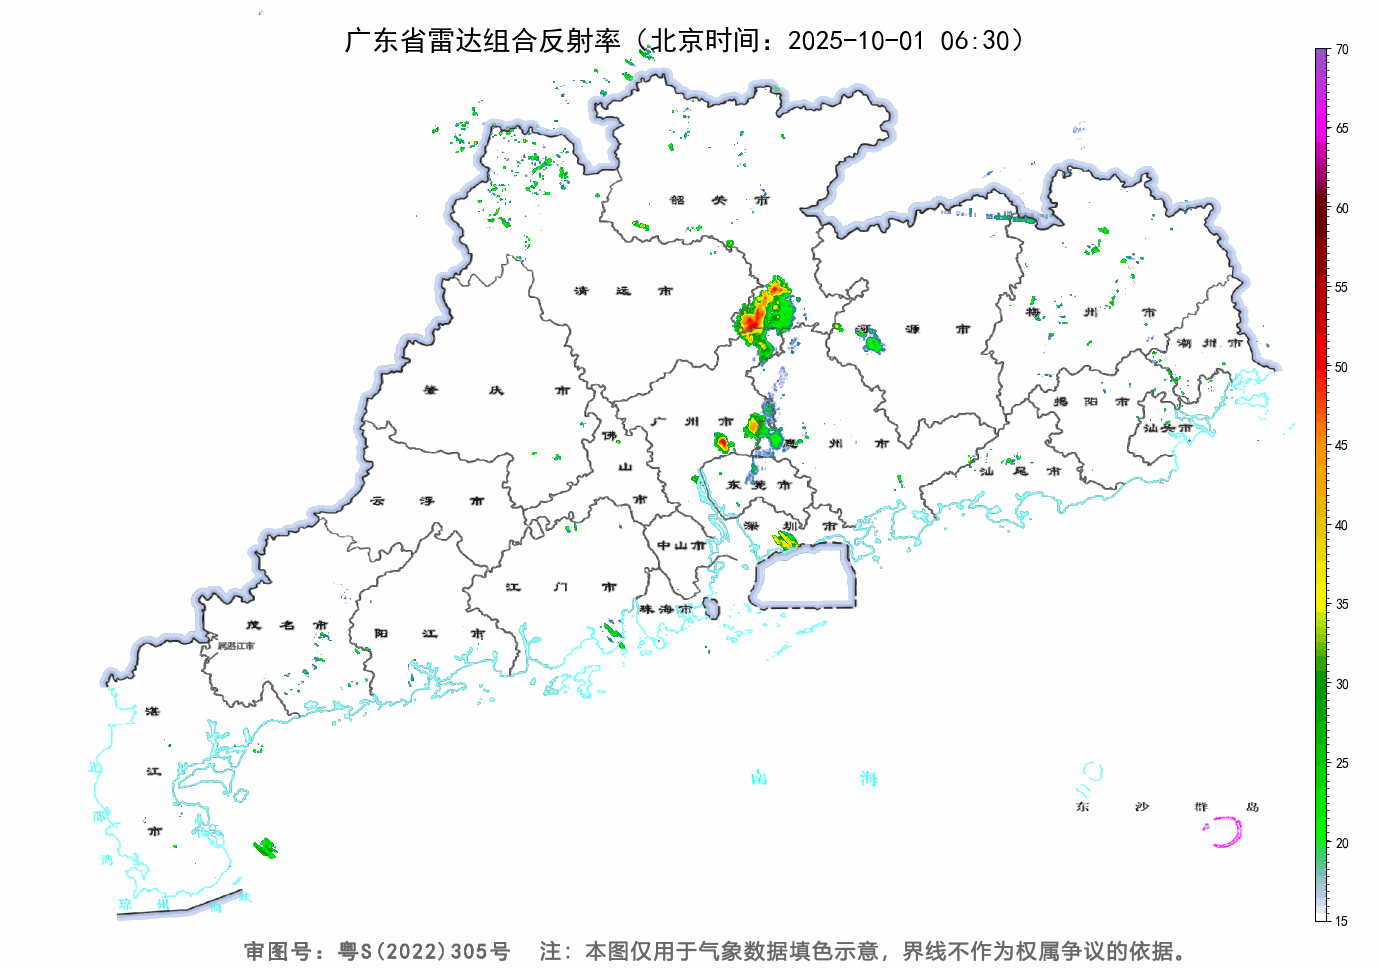 广东省雷达组合反射率（北京时间：2025-10-01 06:30）
70
65
60
55
50
45
40
35
30
25
20
15
韶 关 市
清 远 市
河 源 市
梅 州 市
潮 州 市
肇 庆 市
广 州 市
惠 州 市
揭 阳 市
汕头市
佛 山 市
云 浮 市
东 莞 市
汕 尾 市
深 圳 市
中山市
江 门 市
珠海市
茂 名 市
阳 江 市
属湛江市
湛 江 市
北 部 湾
琼 州 海 峡
南 海
东 沙 群 岛
审图号：粤S(2022)305号 注：本图仅用于气象数据填色示意，界线不作为权属争议的依据。